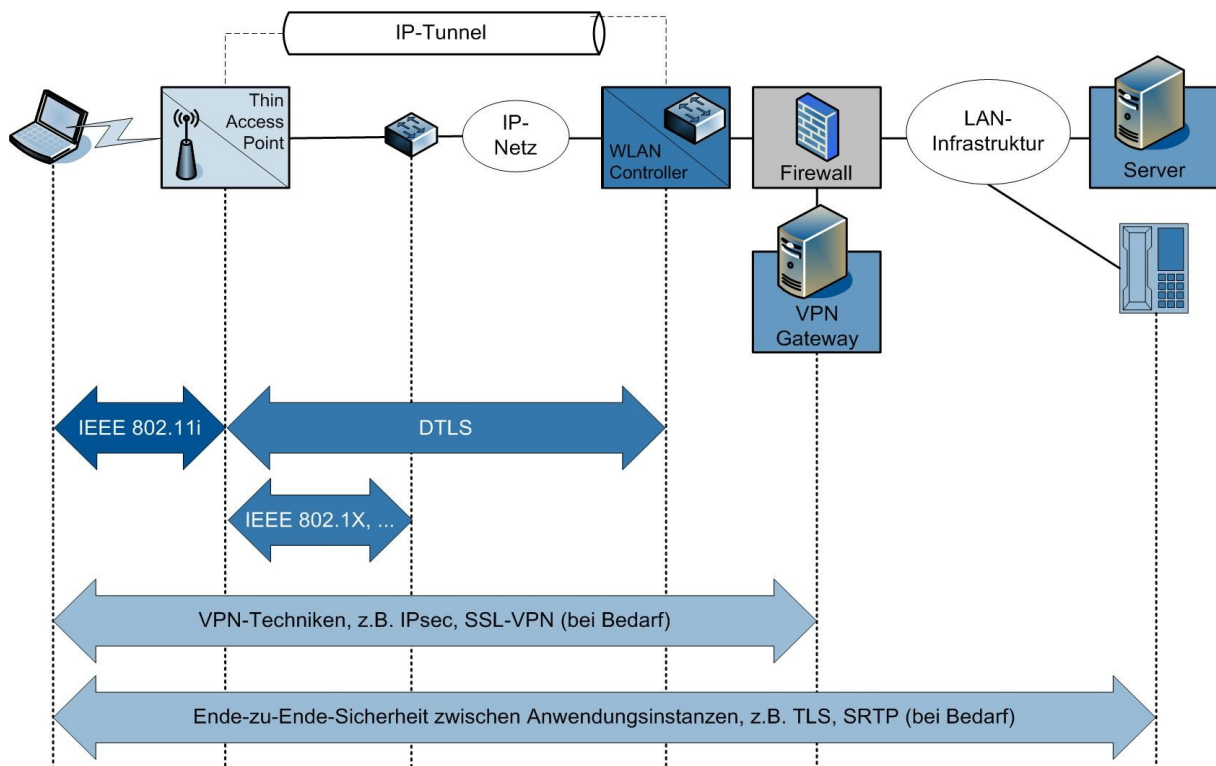 IP-Tunnel
Thin
Access
Point
IP-
Netz
WLAN
Controller
Firewall
LAN-
Infrastruktur
Server
VPN
Gateway
IEEE 802.11i
DTLS
IEEE 802.1X, ...
VPN-Techniken, z.B. IPsec, SSL-VPN (bei Bedarf)
Ende-zu-Ende-Sicherheit zwischen Anwendungsinstanzen, z.B. TLS, SRTP (bei Bedarf)